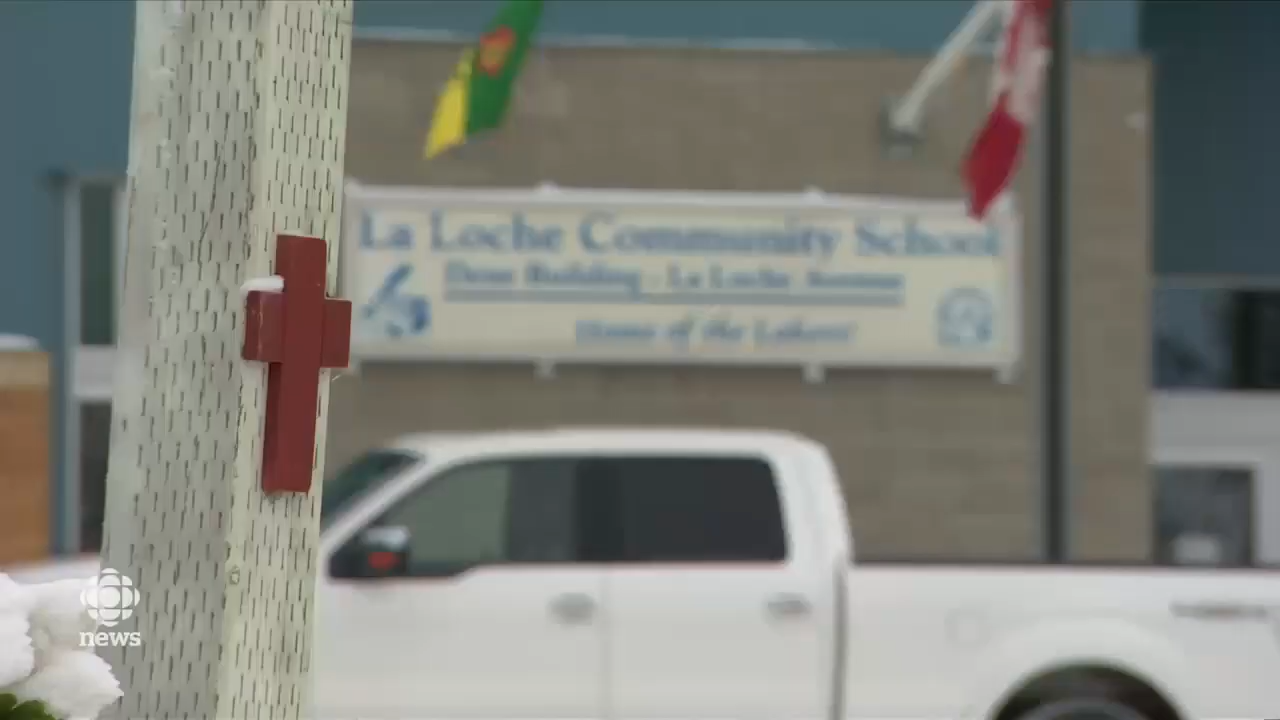 La Loche Community School
Dene Building - La Loche Avenue
Home of the Lakers!
news